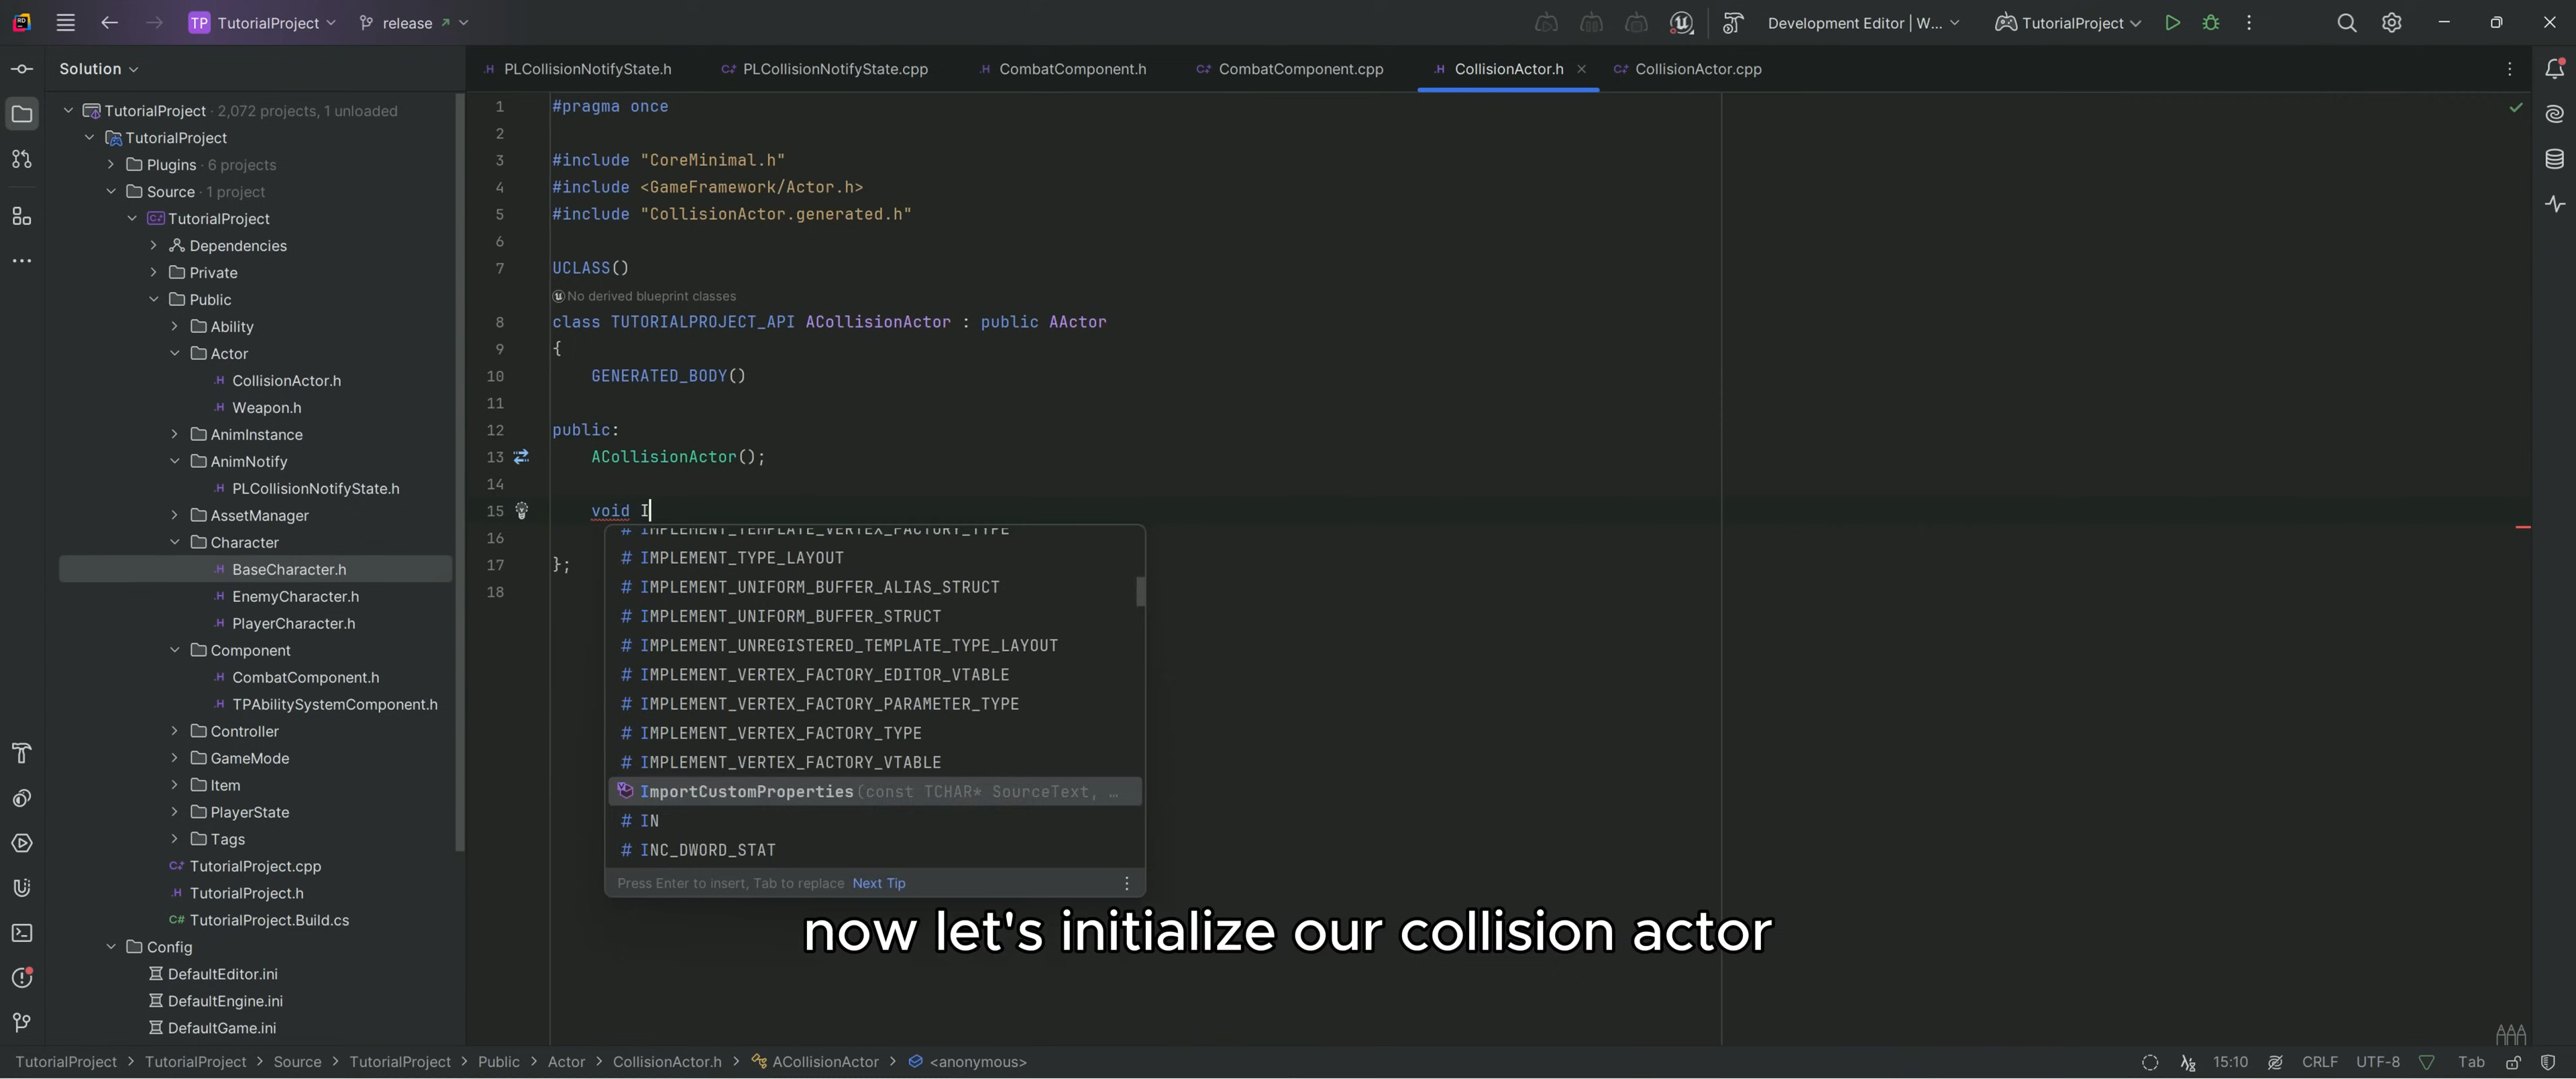 TP TutorialProject release Development Editor | W... TutorialProject
Solution
TutorialProject · 2,072 projects, 1 unloaded
TutorialProject
Plugins · 6 projects
Source · 1 project
TutorialProject
Dependencies
Private
Public
Ability
Actor
CollisionActor.h
Weapon.h
AnimInstance
AnimNotify
PLCollisionNotifyState.h
AssetManager
Character
BaseCharacter.h
EnemyCharacter.h
PlayerCharacter.h
Component
CombatComponent.h
TPAbilitySystemComponent.h
Controller
GameMode
Item
PlayerState
Tags
TutorialProject.cpp
TutorialProject.h
TutorialProject.Build.cs
Config
DefaultEditor.ini
DefaultEngine.ini
DefaultGame.ini
PLCollisionNotifyState.h PLCollisionNotifyState.cpp CombatComponent.h CombatComponent.cpp CollisionActor.h CollisionActor.cpp
1 #pragma once
2
3 #include "CoreMinimal.h"
4 #include <GameFramework/Actor.h>
5 #include "CollisionActor.generated.h"
6
7 UCLASS()
No derived blueprint classes
8 class TUTORIALPROJECT_API ACollisionActor : public AActor
9 {
10 GENERATED_BODY()
11
12 public:
13 ACollisionActor();
14
15 void I
16
17 };
18
IMPLEMENT_TEMPLATE_VERTEX_FACTORY_TYPE
# IMPLEMENT_TYPE_LAYOUT
# IMPLEMENT_UNIFORM_BUFFER_ALIAS_STRUCT
# IMPLEMENT_UNIFORM_BUFFER_STRUCT
# IMPLEMENT_UNREGISTERED_TEMPLATE_TYPE_LAYOUT
# IMPLEMENT_VERTEX_FACTORY_EDITOR_VTABLE
# IMPLEMENT_VERTEX_FACTORY_PARAMETER_TYPE
# IMPLEMENT_VERTEX_FACTORY_TYPE
# IMPLEMENT_VERTEX_FACTORY_VTABLE
ImportCustomProperties(const TCHAR* SourceText, …
# IN
# INC_DWORD_STAT
Press Enter to insert, Tab to replace Next Tip
now let's initialize our collision actor
TutorialProject > TutorialProject > Source > TutorialProject > Public > Actor > CollisionActor.h > ACollisionActor > <anonymous> 15:10 CRLF UTF-8 Tab